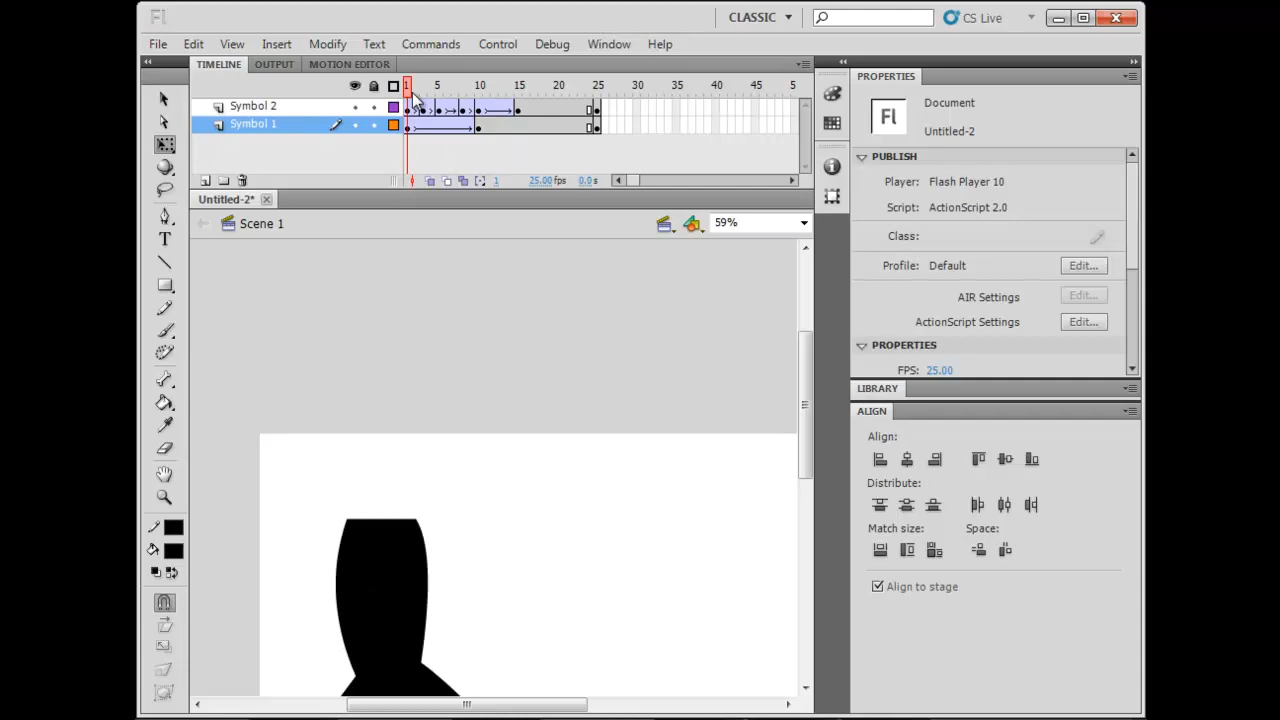 Fl
CLASSIC
CS Live
File Edit View Insert Modify Text Commands Control Debug Window Help
TIMELINE OUTPUT MOTION EDITOR
1 5 10 15 20 25 30 35 40 45 5
Symbol 2
Symbol 1
1 25.00 fps 0.0 s
Untitled-2*
Scene 1
59%
T
PROPERTIES
Fl
Document
Untitled-2
PUBLISH
Player: Flash Player 10
Script: ActionScript 2.0
Class:
Profile: Default Edit...
AIR Settings Edit...
ActionScript Settings Edit...
PROPERTIES
FPS: 25.00
LIBRARY
ALIGN
Align:
Distribute:
Match size: Space:
Align to stage